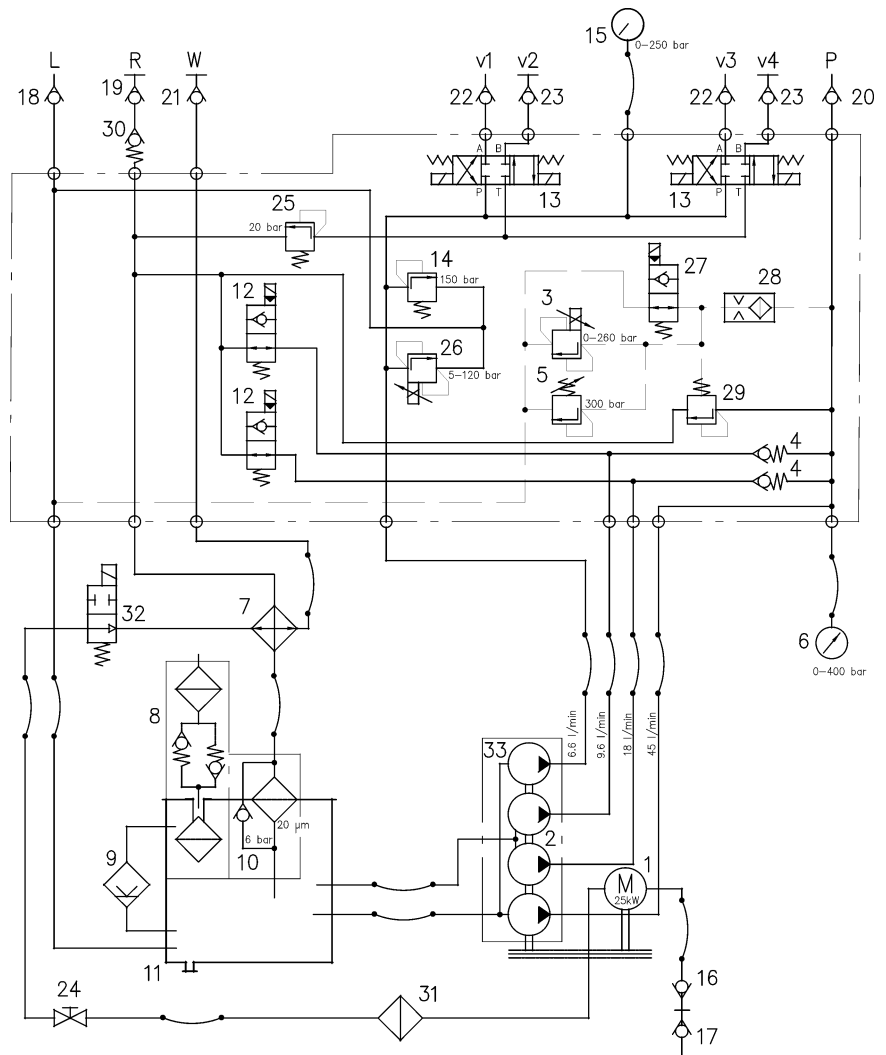 15
0-250 bar
L
R
W
v1
v2
v3
v4
P
18
19
21
22
23
22
23
20
30
A
B
A
B
P
T
P
T
13
13
25
20 bar
14
150 bar
27
28
12
3
0-260 bar
26
5-120 bar
12
5
300 bar
29
4
4
32
7
6
0-400 bar
8
6.6 l/min
9.6 l/min
18 l/min
45 l/min
33
20 µm
6 bar
10
9
2
1
M
25kW
11
24
31
16
17